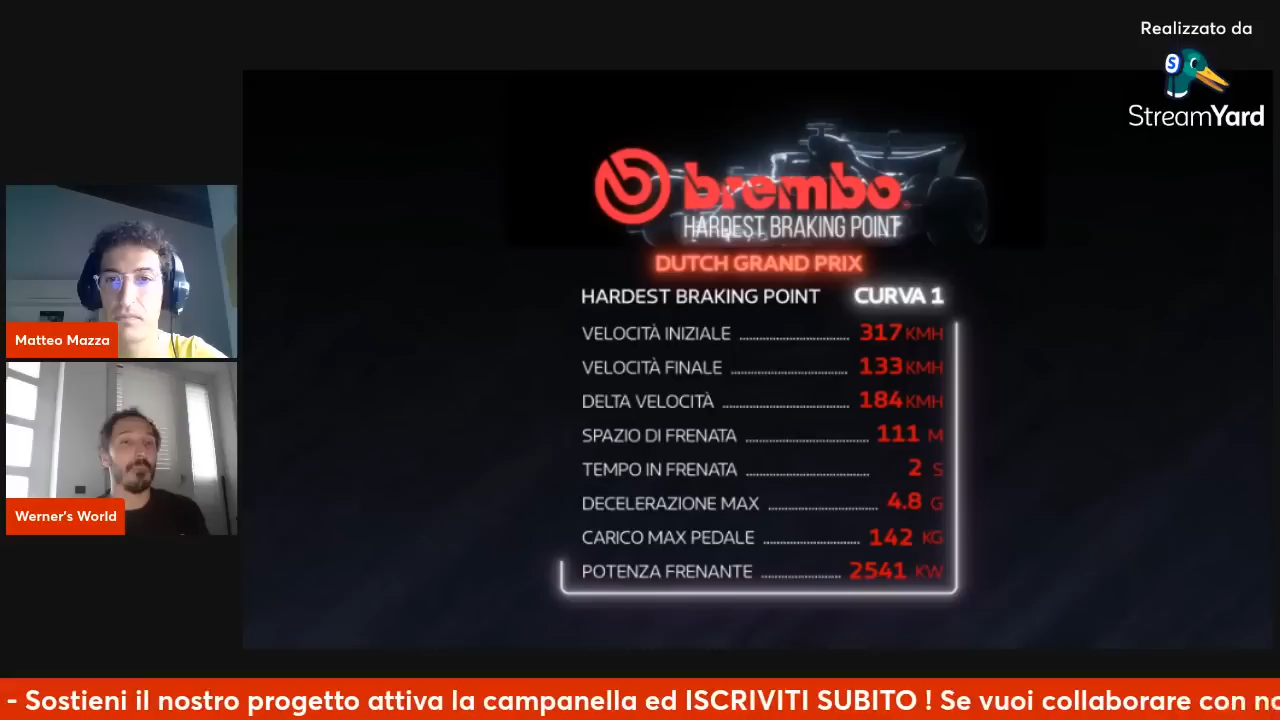 Realizzato da
StreamYard
brembo
HARDEST BRAKING POINT
DUTCH GRAND PRIX
HARDEST BRAKING POINT CURVA 1
VELOCITÀ INIZIALE 317 KMH
VELOCITÀ FINALE 133 KMH
DELTA VELOCITÀ 184 KMH
SPAZIO DI FRENATA 111 M
TEMPO IN FRENATA 2 S
DECELERAZIONE MAX 4.8 G
CARICO MAX PEDALE 142 KG
POTENZA FRENANTE 2541 KW
Matteo Mazza
Werner's World
- Sostieni il nostro progetto attiva la campanella ed ISCRIVITI SUBITO ! Se vuoi collaborare con